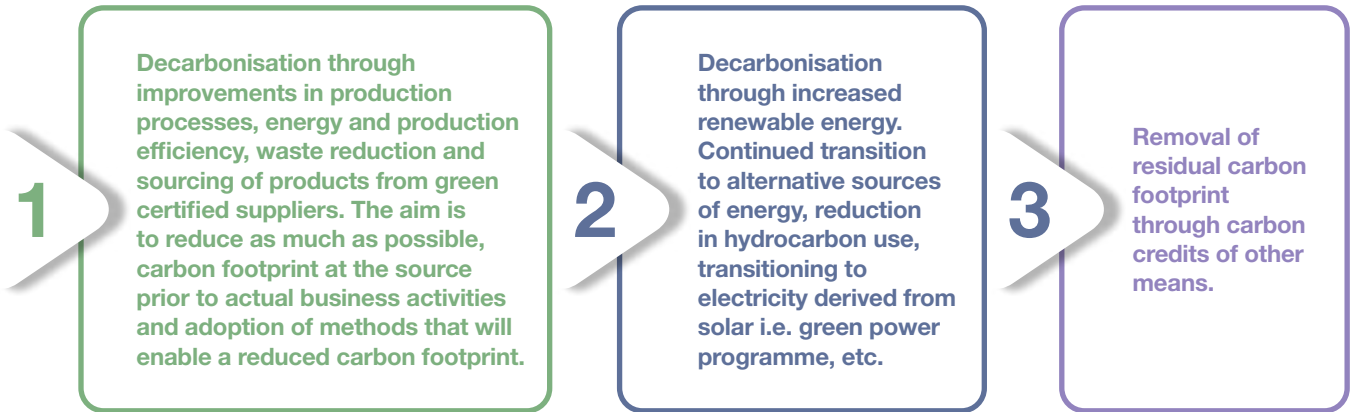 1
Decarbonisation through
improvements in production
processes, energy and production
efficiency, waste reduction and
sourcing of products from green
certified suppliers. The aim is
to reduce as much as possible,
carbon footprint at the source
prior to actual business activities
and adoption of methods that will
enable a reduced carbon footprint.
2
Decarbonisation
through increased
renewable energy.
Continued transition
to alternative sources
of energy, reduction
in hydrocarbon use,
transitioning to
electricity derived from
solar i.e. green power
programme, etc.
3
Removal of
residual carbon
footprint
through carbon
credits of other
means.